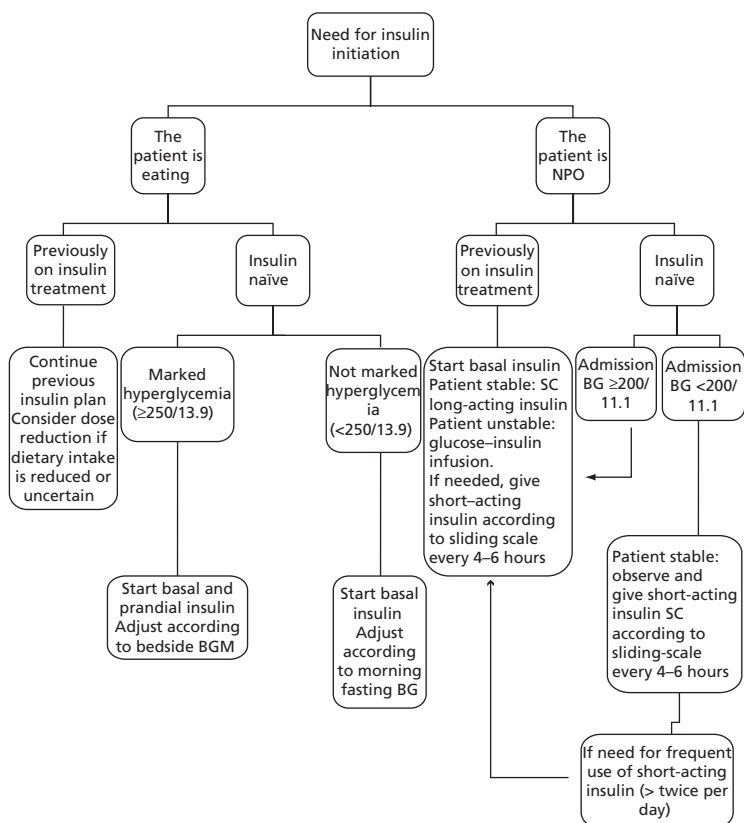 Need for insulin
initiation
The
patient is
eating
The
patient is
NPO
Previously
on insulin
treatment
Insulin
naïve
Previously
on insulin
treatment
Insulin
naïve
Continue
previous
insulin plan
Consider dose
reduction if
dietary intake
is reduced or
uncertain
Marked
hyperglycemia
(≥250/13.9)
Not marked
hyperglycem
ia
(<250/13.9)
Start basal insulin
Patient stable: SC
long-acting insulin
Patient unstable:
glucose–insulin
infusion.
If needed, give
short–acting
insulin according
to sliding scale
every 4–6 hours
Admission
BG ≥200/
11.1
Admission
BG <200/
11.1
Start basal and
prandial insulin
Adjust according
to bedside BGM
Start basal
insulin
Adjust
according
to morning
fasting BG
Patient stable:
observe and
give short-acting
insulin SC
according to
sliding-scale
every 4–6 hours
If need for frequent
use of short-acting
insulin (> twice per
day)